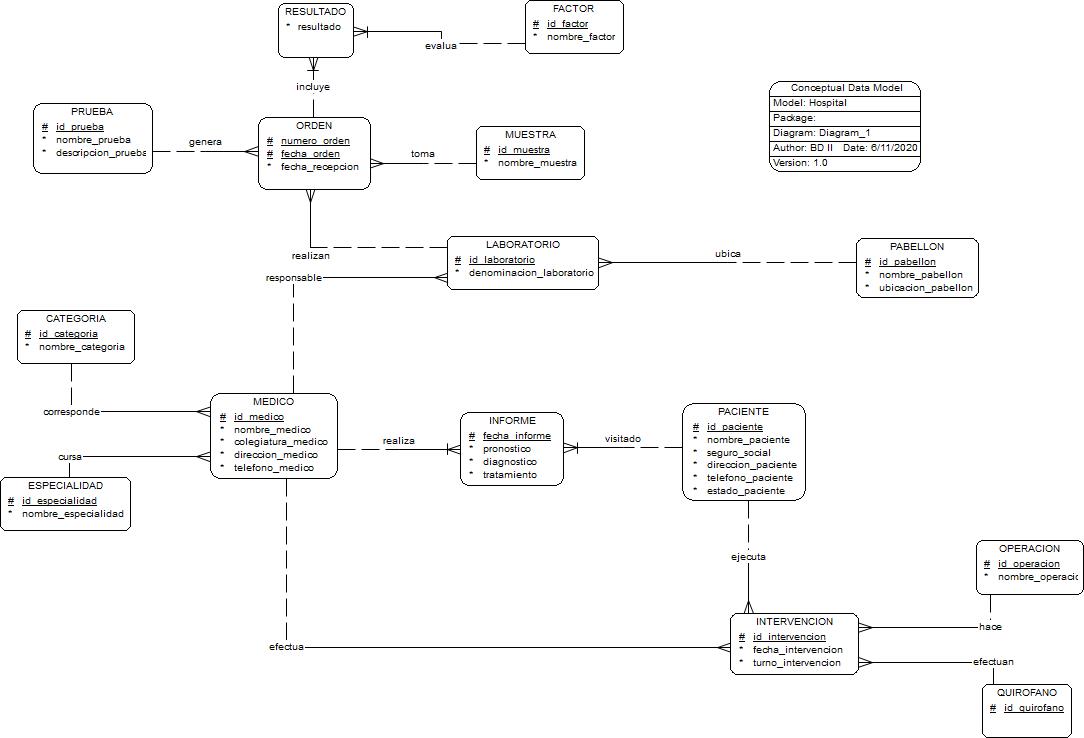 RESULTADO
* resultado
FACTOR
# id_factor
* nombre_factor
evalua
incluye
Conceptual Data Model
Model: Hospital
Package:
Diagram: Diagram_1
Author: BD II Date: 6/11/2020
Version: 1.0
PRUEBA
# id_prueba
* nombre_prueba
* descripcion_prueba
genera
ORDEN
# numero_orden
# fecha_orden
* fecha_recepcion
toma
MUESTRA
# id_muestra
* nombre_muestra
realizan
responsable
LABORATORIO
# id_laboratorio
* denominacion_laboratorio
ubica
PABELLON
# id_pabellon
* nombre_pabellon
* ubicacion_pabellon
CATEGORIA
# id_categoria
* nombre_categoria
corresponde
cursa
ESPECIALIDAD
# id_especialidad
* nombre_especialidad
MEDICO
# id_medico
* nombre_medico
* colegiatura_medico
* direccion_medico
* telefono_medico
realiza
INFORME
# fecha_informe
* pronostico
* diagnostico
* tratamiento
visitado
PACIENTE
# id_paciente
* nombre_paciente
* seguro_social
* direccion_paciente
* telefono_paciente
* estado_paciente
ejecuta
OPERACION
# id_operacion
* nombre_operacic
INTERVENCION
# id_intervencion
* fecha_intervencion
* turno_intervencion
hace
efectua
efectuan
QUIROFANO
# id_quirofano